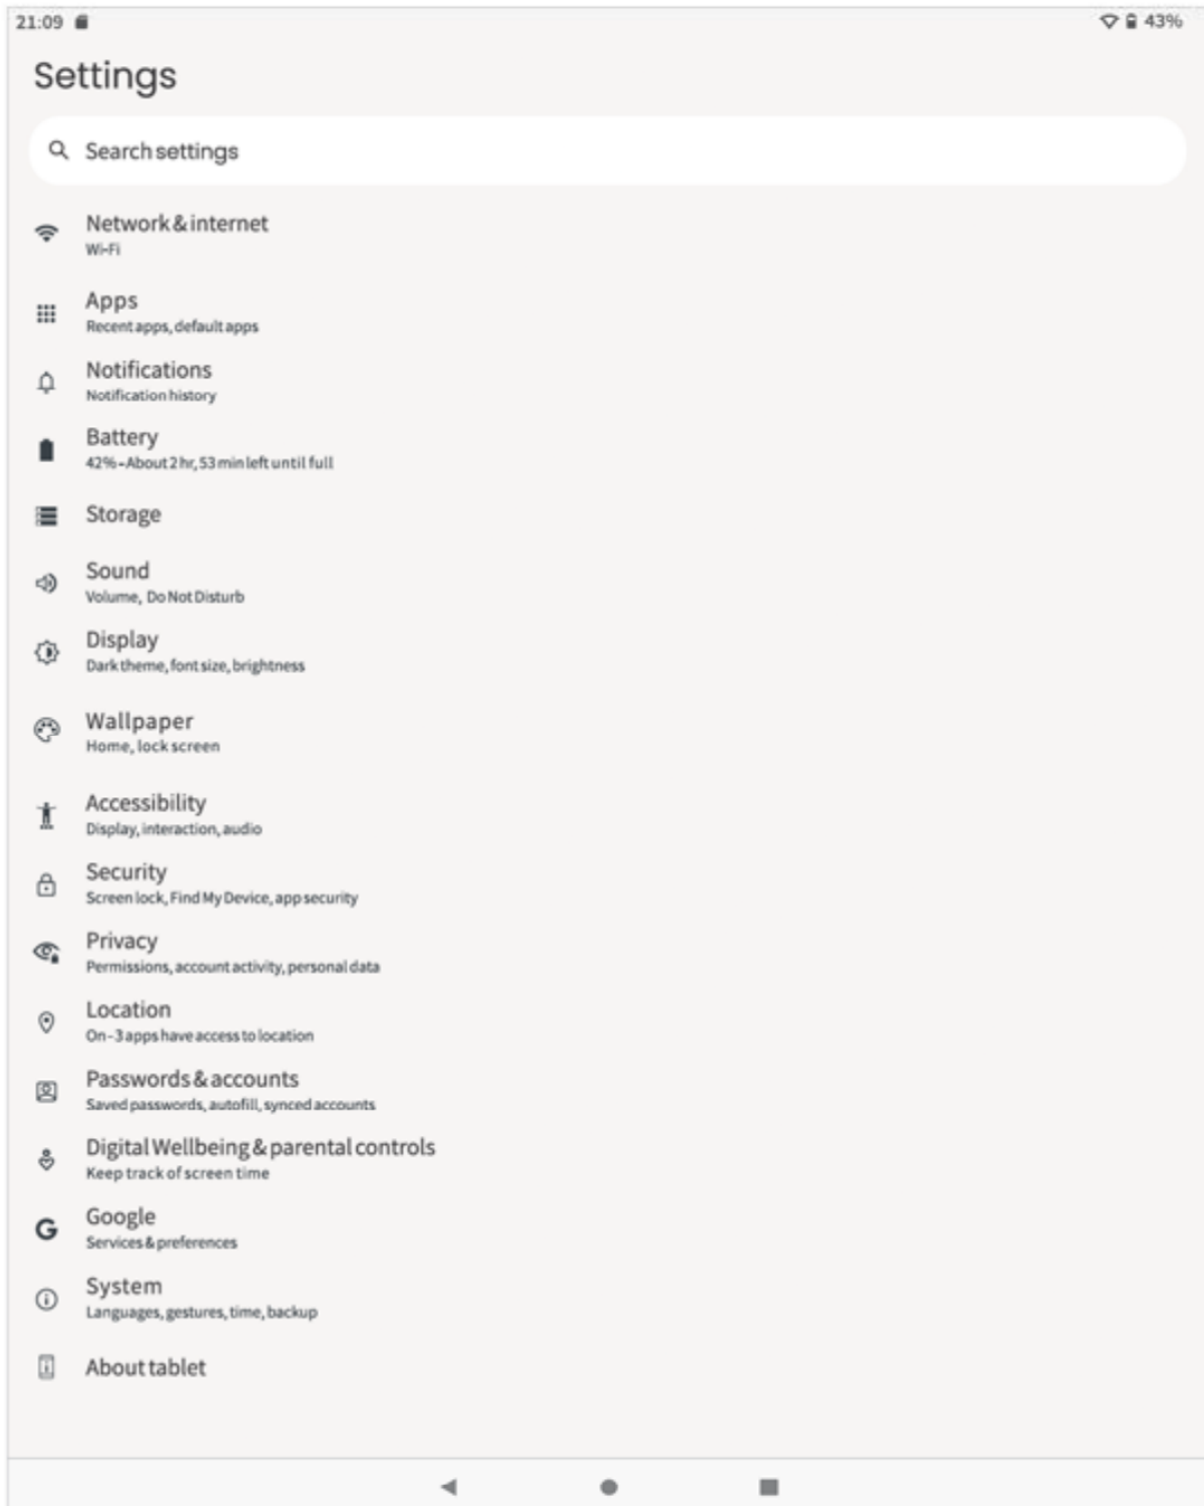 21:09
43%
Settings
Search settings
Network & internet
Wi-Fi
Apps
Recent apps, default apps
Notifications
Notification history
Battery
42% - About 2 hr, 53 min left until full
Storage
Sound
Volume, Do Not Disturb
Display
Dark theme, font size, brightness
Wallpaper
Home, lock screen
Accessibility
Display, interaction, audio
Security
Screen lock, Find My Device, app security
Privacy
Permissions, account activity, personal data
Location
On - 3 apps have access to location
Passwords & accounts
Saved passwords, autofill, synced accounts
Digital Wellbeing & parental controls
Keep track of screen time
Google
Services & preferences
System
Languages, gestures, time, backup
About tablet